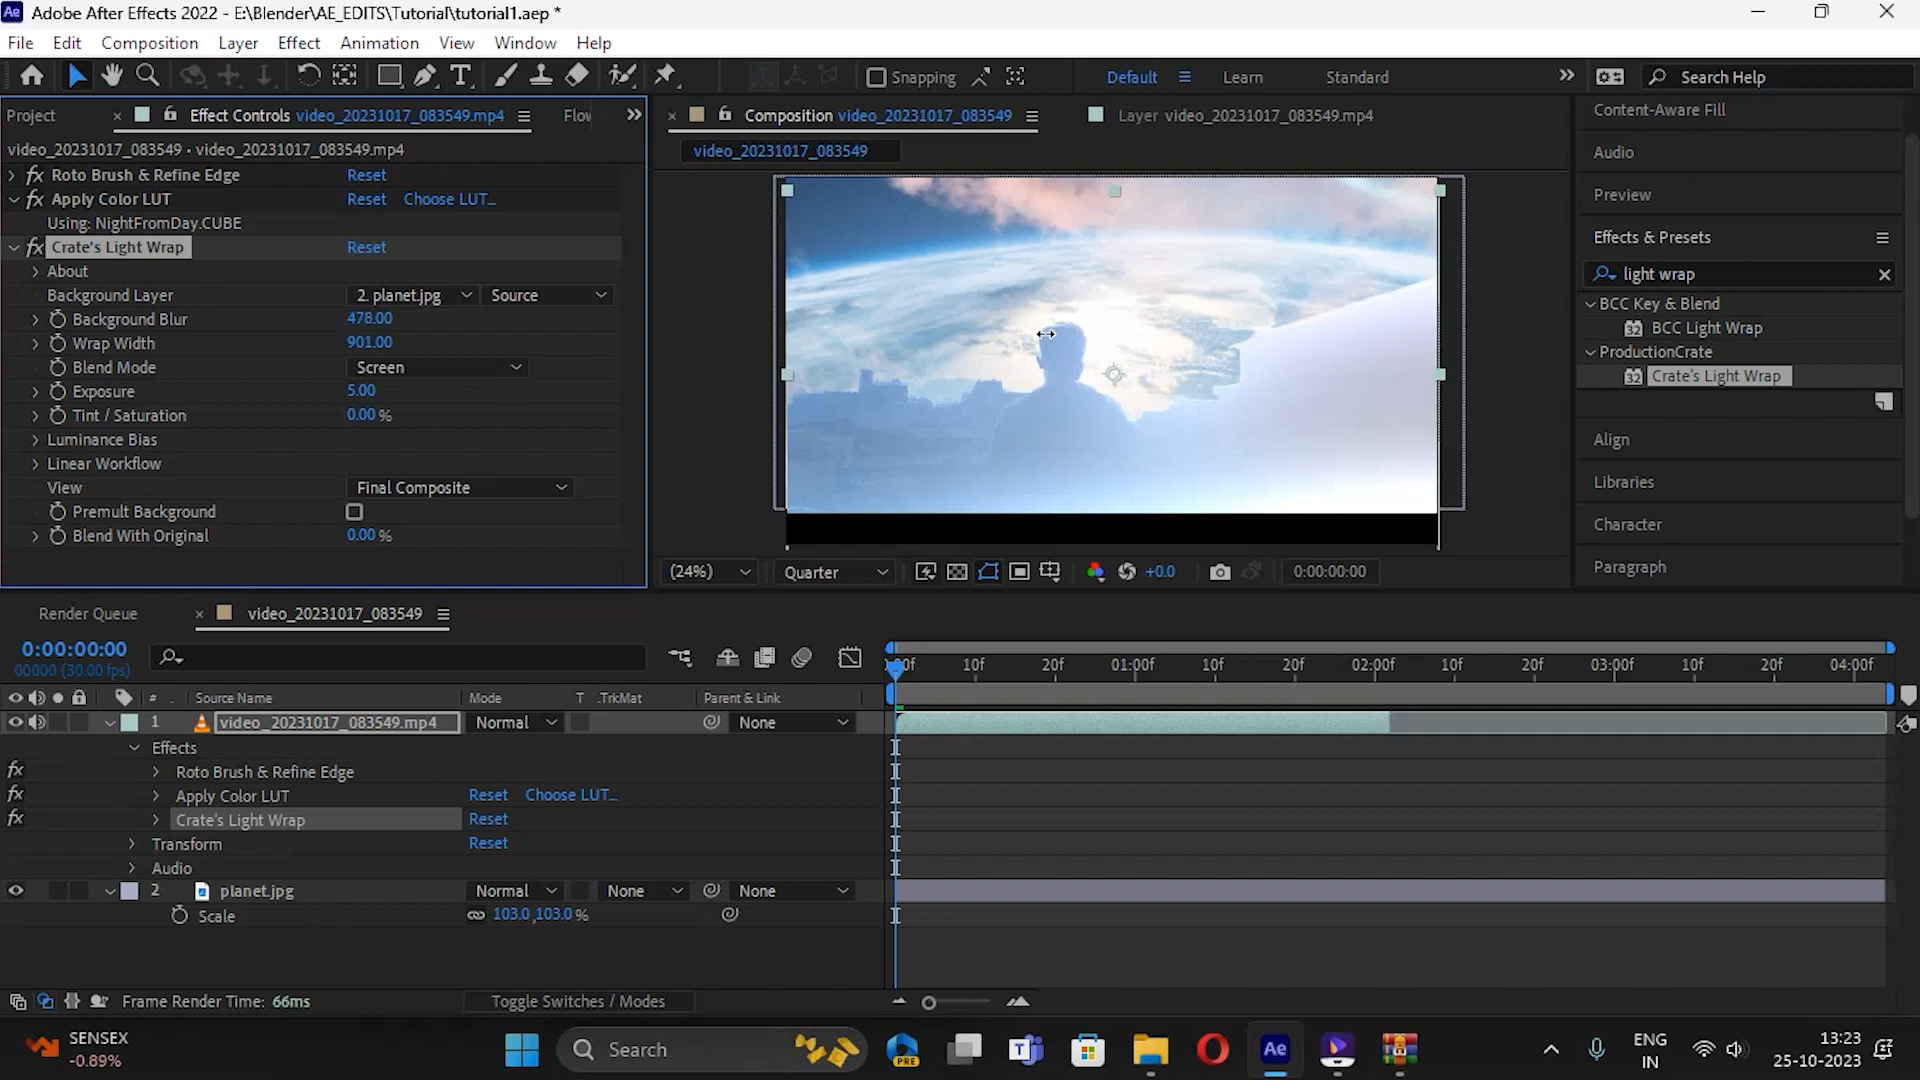 Adobe After Effects 2022 - E:\Blender\AE_EDITS\Tutorial\tutorial1.aep *
File Edit Composition Layer Effect Animation View Window Help
Snapping Default Learn Standard Search Help
Project Effect Controls video_20231017_083549.mp4
video_20231017_083549 • video_20231017_083549.mp4
fx Roto Brush & Refine Edge Reset
fx Apply Color LUT Reset Choose LUT...
Using: NightFromDay.CUBE
fx Crate's Light Wrap Reset
About
Background Layer 2. planet.jpg Source
Background Blur 478.00
Wrap Width 901.00
Blend Mode Screen
Exposure 5.00
Tint / Saturation 0.00 %
Luminance Bias
Linear Workflow
View Final Composite
Premult Background
Blend With Original 0.00 %
Composition video_20231017_083549 Layer video_20231017_083549.mp4
video_20231017_083549
(24%) Quarter +0.0 0:00:00:00
Content-Aware Fill
Audio
Preview
Effects & Presets
light wrap
BCC Key & Blend
32 BCC Light Wrap
ProductionCrate
32 Crate's Light Wrap
Align
Libraries
Character
Paragraph
Render Queue video_20231017_083549
0:00:00:00
00000 (30.00 fps)
10f 20f 01:00f 10f 20f 02:00f 10f 20f 03:00f 10f 20f 04:00f
# . Source Name Mode T .TrkMat Parent & Link
1 video_20231017_083549.mp4 Normal None
Effects
fx Roto Brush & Refine Edge
fx Apply Color LUT Reset Choose LUT...
fx Crate's Light Wrap Reset
Transform Reset
Audio
2 planet.jpg Normal None None
Scale 103.0,103.0 %
Frame Render Time: 66ms Toggle Switches / Modes
SENSEX
-0.89%
Search
PRE
T
Ae
ENG
IN
13:23
25-10-2023